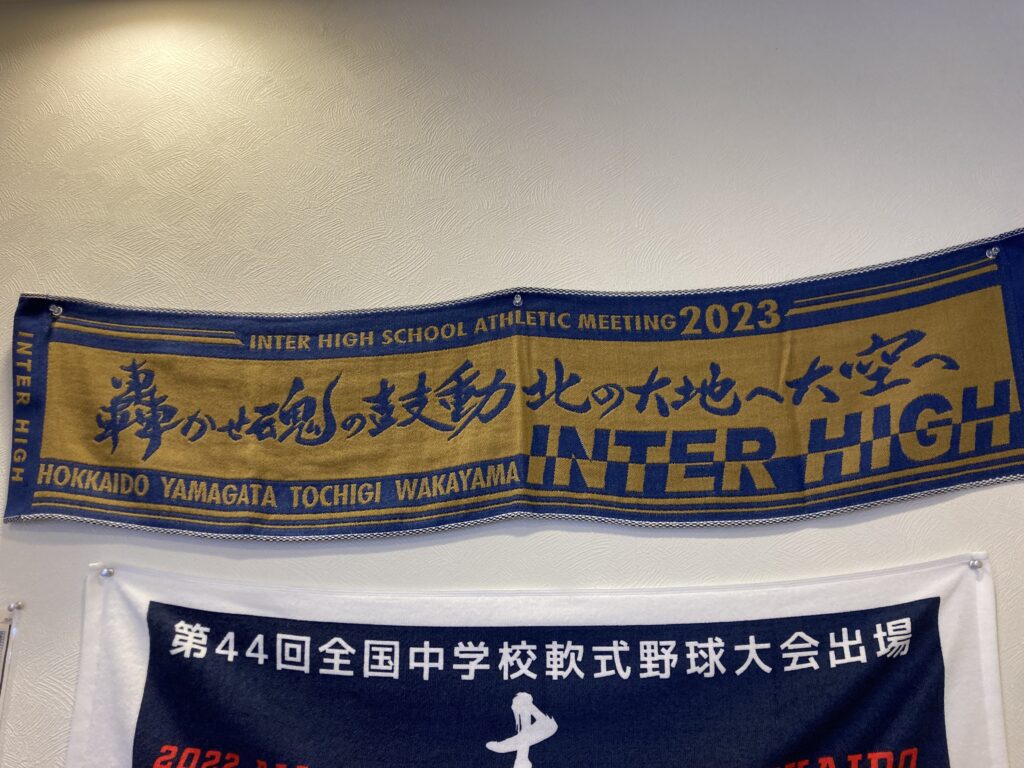 INTER HIGH
INTER HIGH SCHOOL ATHLETIC MEETING 2023
轟かせ魂の鼓動 北の大地へ大空へ
HOKKAIDO YAMAGATA TOCHIGI WAKAYAMA
INTER HIGH
第44回全国中学校軟式野球大会出場
2022